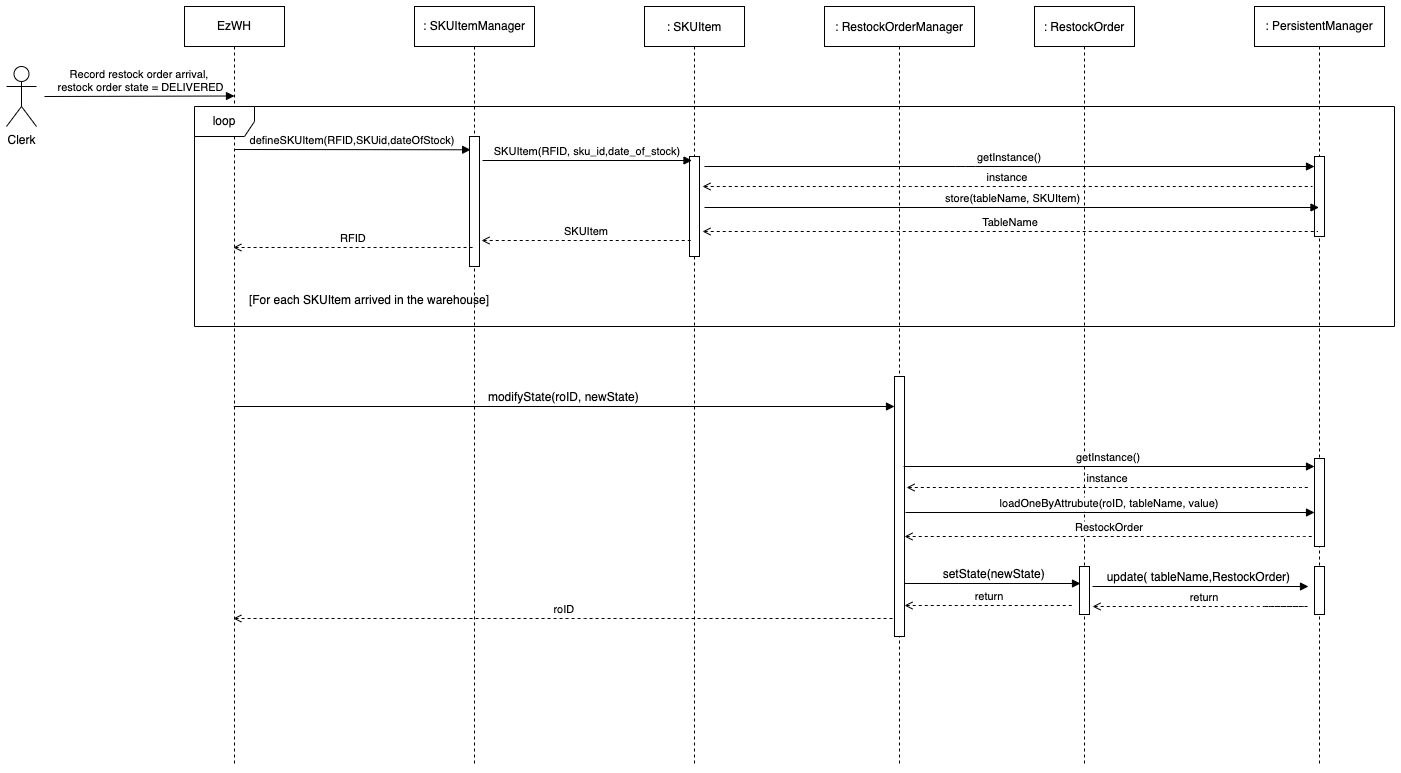 EzWH
: SKUItemManager
: SKUItem
: RestockOrderManager
: RestockOrder
: PersistentManager
Record restock order arrival,
restock order state = DELIVERED
Clerk
loop
defineSKUItem(RFID,SKUid,dateOfStock)
SKUItem(RFID, sku_id,date_of_stock)
getInstance()
instance
store(tableName, SKUItem)
TableName
SKUItem
RFID
[For each SKUItem arrived in the warehouse]
modifyState(roID, newState)
getInstance()
instance
loadOneByAttrubute(roID, tableName, value)
RestockOrder
setState(newState)
update( tableName,RestockOrder)
return
return
roID